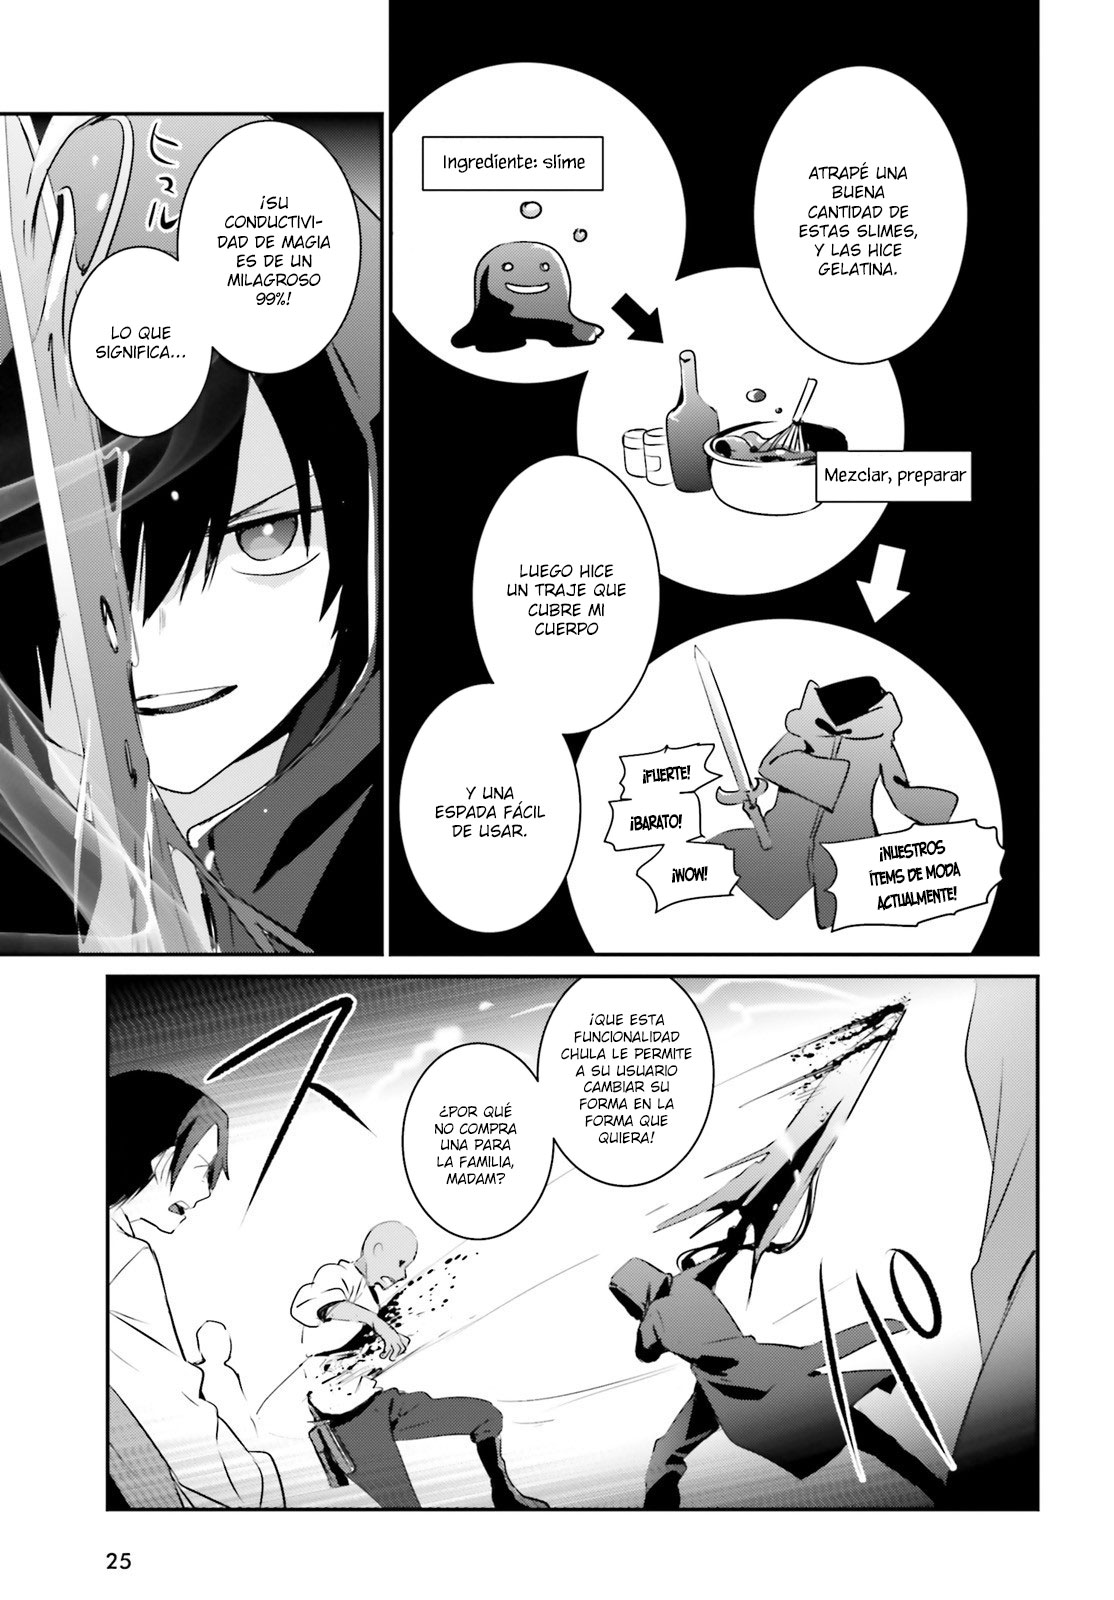 ATRAPÉ UNA
BUENA
CANTIDAD DE
ESTAS SLIMES,
Y LAS HICE
GELATINA.
Ingrediente: slime
Mezclar, preparar
LUEGO HICE
UN TRAJE QUE
CUBRE MI
CUERPO
Y UNA
ESPADA FÁCIL
DE USAR.
¡FUERTE!
¡BARATO!
¡WOW!
¡NUESTROS
ÍTEMS DE MODA
ACTUALMENTE!
¡SU
CONDUCTIVI-
DAD DE MAGIA
ES DE UN
MILAGROSO
99%!
LO QUE
SIGNIFICA...
ヒュル
¡QUE ESTA
FUNCIONALIDAD
CHULA LE PERMITE
A SU USUARIO
CAMBIAR SU
FORMA EN LA
FORMA QUE
QUIERA!
¿POR QUÉ
NO COMPRA
UNA PARA
LA FAMILIA,
MADAM?
25